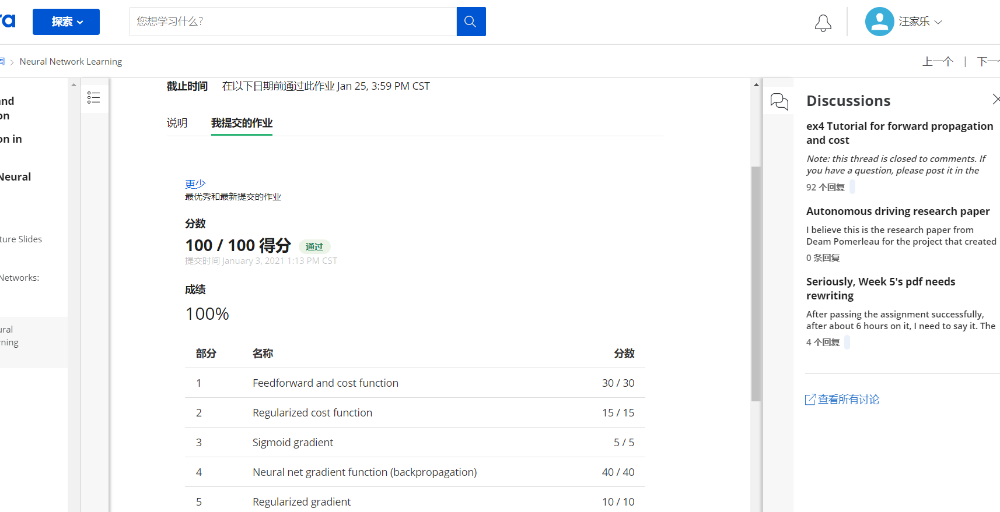 ra
探索
您想学习什么?
汪家乐
周 > Neural Network Learning
上一个 | 下一个
and
on
on in
Neural
ture Slides
Networks:
ural
rning
截止时间 在以下日期前通过此作业 Jan 25, 3:59 PM CST
说明 我提交的作业
更少
最优秀和最新提交的作业
分数
100 / 100 得分 通过
提交时间 January 3, 2021 1:13 PM CST
成绩
100%
部分 名称 分数
1 Feedforward and cost function 30 / 30
2 Regularized cost function 15 / 15
3 Sigmoid gradient 5 / 5
4 Neural net gradient function (backpropagation) 40 / 40
5 Regularized gradient 10 / 10
Discussions
ex4 Tutorial for forward propagation
and cost
Note: this thread is closed to comments. If
you have a question, please post it in the
92 个回复
Autonomous driving research paper
I believe this is the research paper from
Deam Pomerleau for the project that created
0 条回复
Seriously, Week 5's pdf needs
rewriting
After passing the assignment successfully,
after about 6 hours on it, I need to say it. The
4 个回复
查看所有讨论